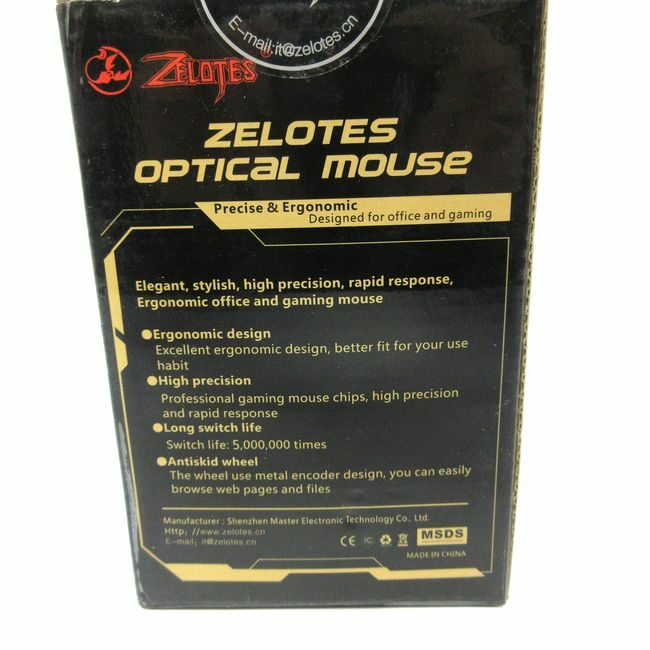 E-mail:it@zelotes.cn
ZELOTES
ZELOTES
OPTICAL MOUSE
Precise & Ergonomic
Designed for office and gaming
Elegant, stylish, high precision, rapid response,
Ergonomic office and gaming mouse
●Ergonomic design
Excellent ergonomic design, better fit for your use
habit
●High precision
Professional gaming mouse chips, high precision
and rapid response
●Long switch life
Switch life: 5,000,000 times
●Antiskid wheel
The wheel use metal encoder design, you can easily
browse web pages and files
Manufacturer : Shenzhen Master Electronic Technology Co., Ltd.
Http: //www.zelotes.cn
E-mail: it@zelotes.cn
CE IC MSDS
MADE IN CHINA